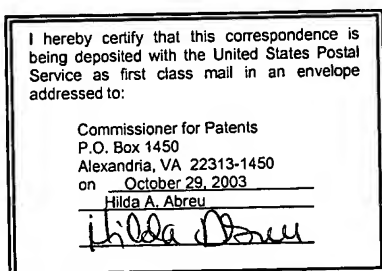 I hereby certify that this correspondence is
being deposited with the United States Postal
Service as first class mail in an envelope
addressed to:
Commissioner for Patents
P.O. Box 1450
Alexandria, VA 22313-1450
on October 29, 2003
Hilda A. Abreu
Hilda Abreu